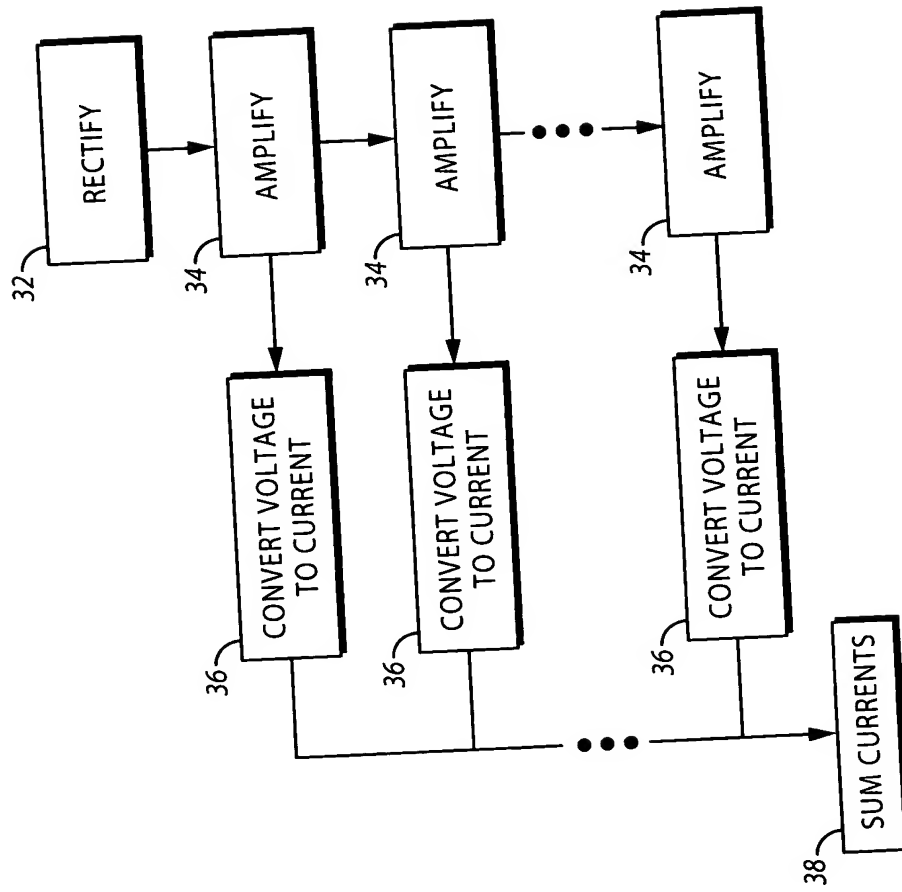 32
RECTIFY
34
AMPLIFY
36
CONVERT VOLTAGE
TO CURRENT
34
AMPLIFY
36
CONVERT VOLTAGE
TO CURRENT
34
AMPLIFY
36
CONVERT VOLTAGE
TO CURRENT
38
SUM CURRENTS